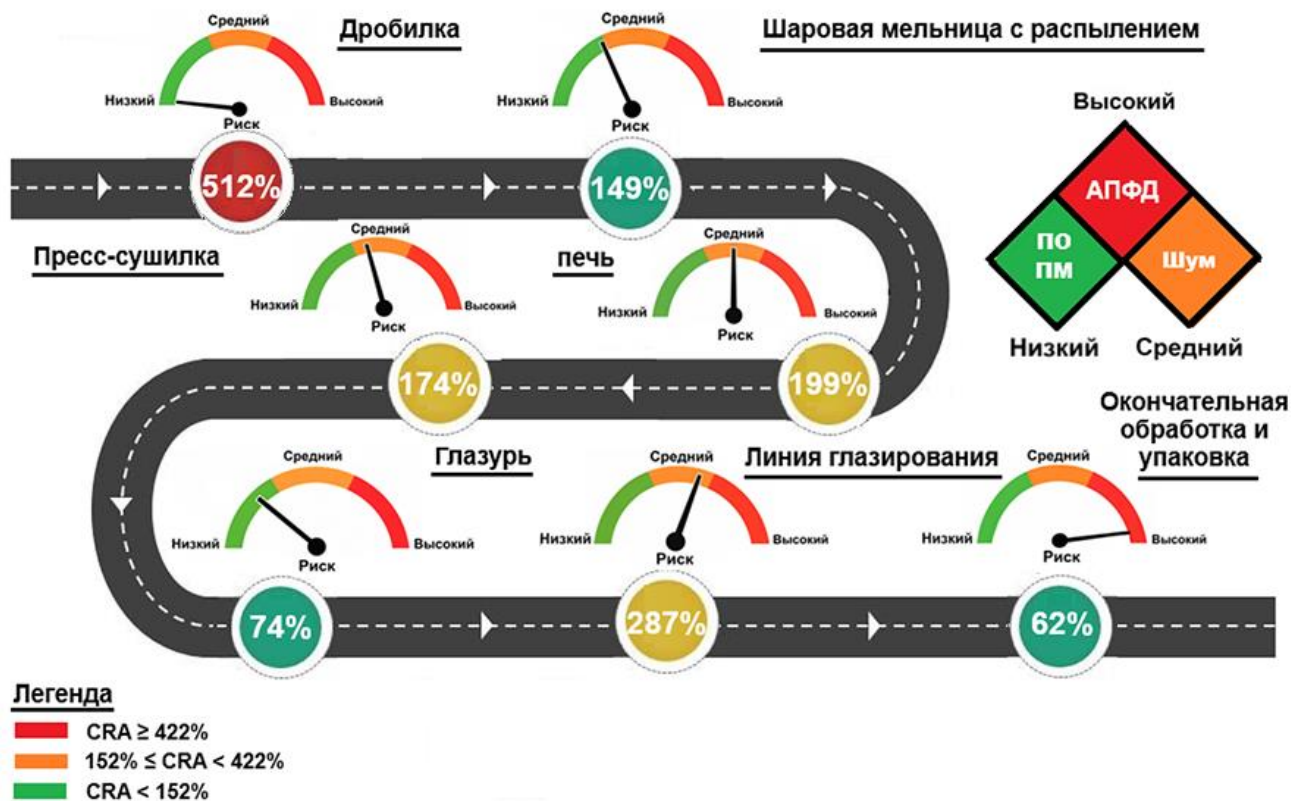 Средний
Дробилка
Низкий
Высокий
Риск
512%
Средний
Шаровая мельница с распылением
Низкий
Высокий
Риск
149%
Высокий
АПФД
ПО
ПМ
Шум
Низкий
Средний
Пресс-сушилка
Средний
Низкий
Высокий
Риск
174%
печь
Средний
Низкий
Высокий
Риск
199%
Глазурь
Средний
Низкий
Высокий
Риск
74%
Линия глазирования
Средний
Низкий
Высокий
Риск
287%
Окончательная
обработка и
упаковка
Средний
Низкий
Высокий
Риск
62%
Легенда
CRA ≥ 422%
152% ≤ CRA < 422%
CRA < 152%